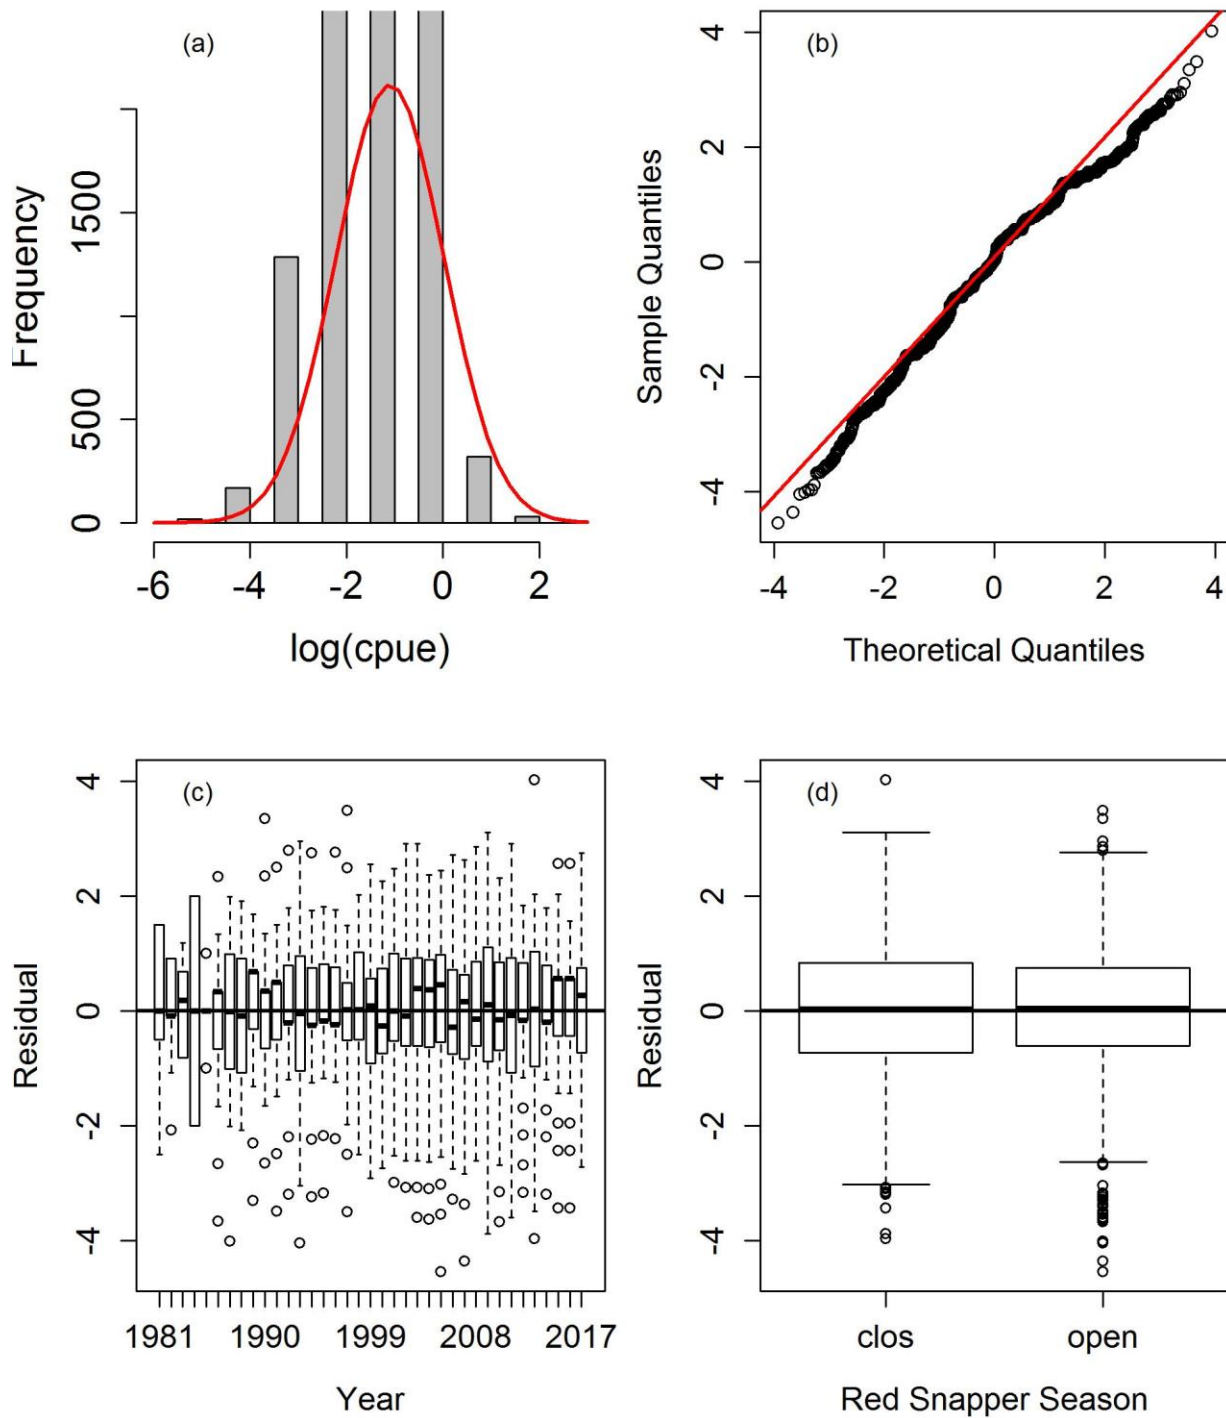 (a)
Frequency
1500
500
0
-6 -4 -2 0 2
log(cpue)
(b)
Sample Quantiles
4
2
0
-2
-4
-4 -2 0 2 4
Theoretical Quantiles
(c)
Residual
4
2
0
-2
-4
1981 1990 1999 2008 2017
Year
(d)
Residual
4
2
0
-2
-4
clos open
Red Snapper Season